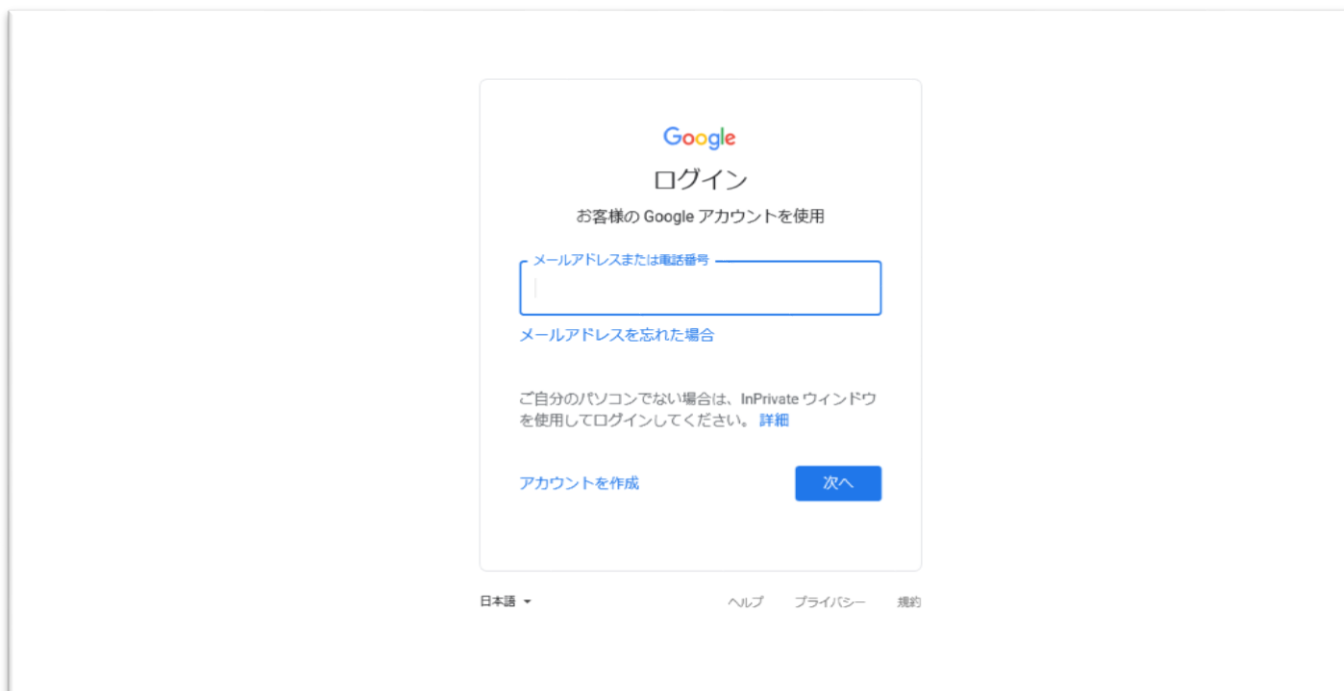 Google
ログイン
お客様の Google アカウントを使用
メールアドレスまたは電話番号
メールアドレスを忘れた場合
ご自分のパソコンでない場合は、InPrivate ウィンドウ
を使用してログインしてください。 詳細
アカウントを作成 次へ
日本語 ヘルプ プライバシー 規約